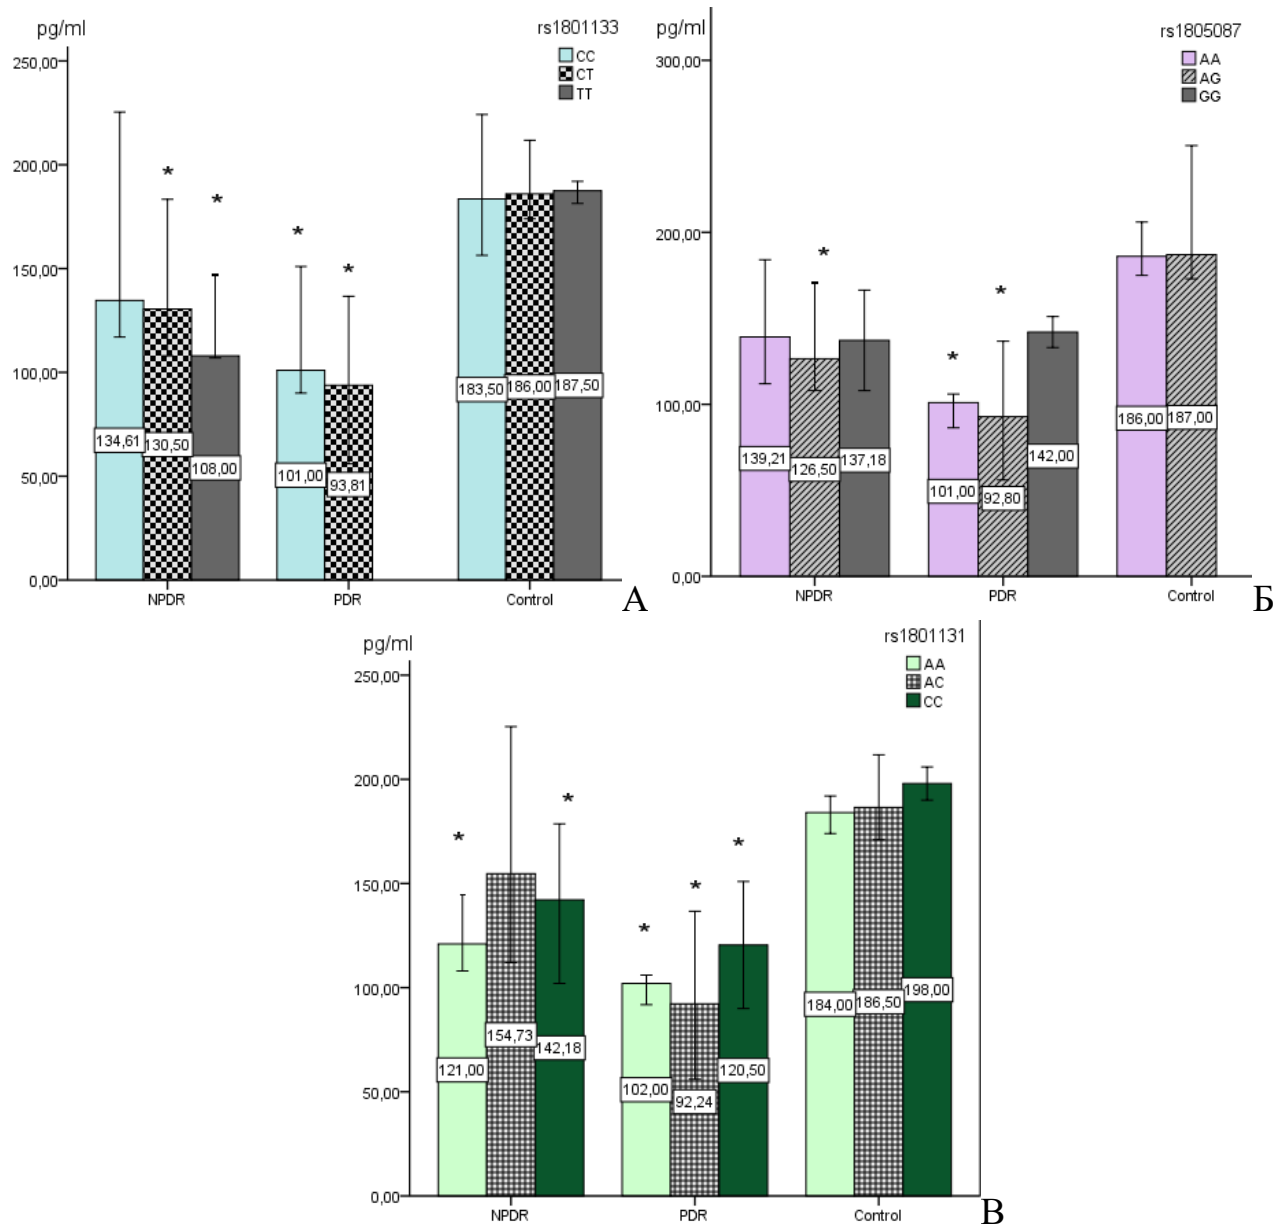 pg/ml
rs1801133
CC
CT
TT
250,00
200,00
150,00
100,00
50,00
0,00
*
*
*
*
134,61
130,50
108,00
101,00
93,81
183,50
186,00
187,50
NPDR
PDR
Control
А
pg/ml
rs1805087
AA
AG
GG
300,00
200,00
100,00
0,00
*
*
*
139,21
126,50
137,18
101,00
92,80
142,00
186,00
187,00
NPDR
PDR
Control
Б
pg/ml
rs1801131
AA
AC
CC
250,00
200,00
150,00
100,00
50,00
0,00
*
*
*
*
*
121,00
154,73
142,18
102,00
92,24
120,50
184,00
186,50
198,00
NPDR
PDR
Control
В